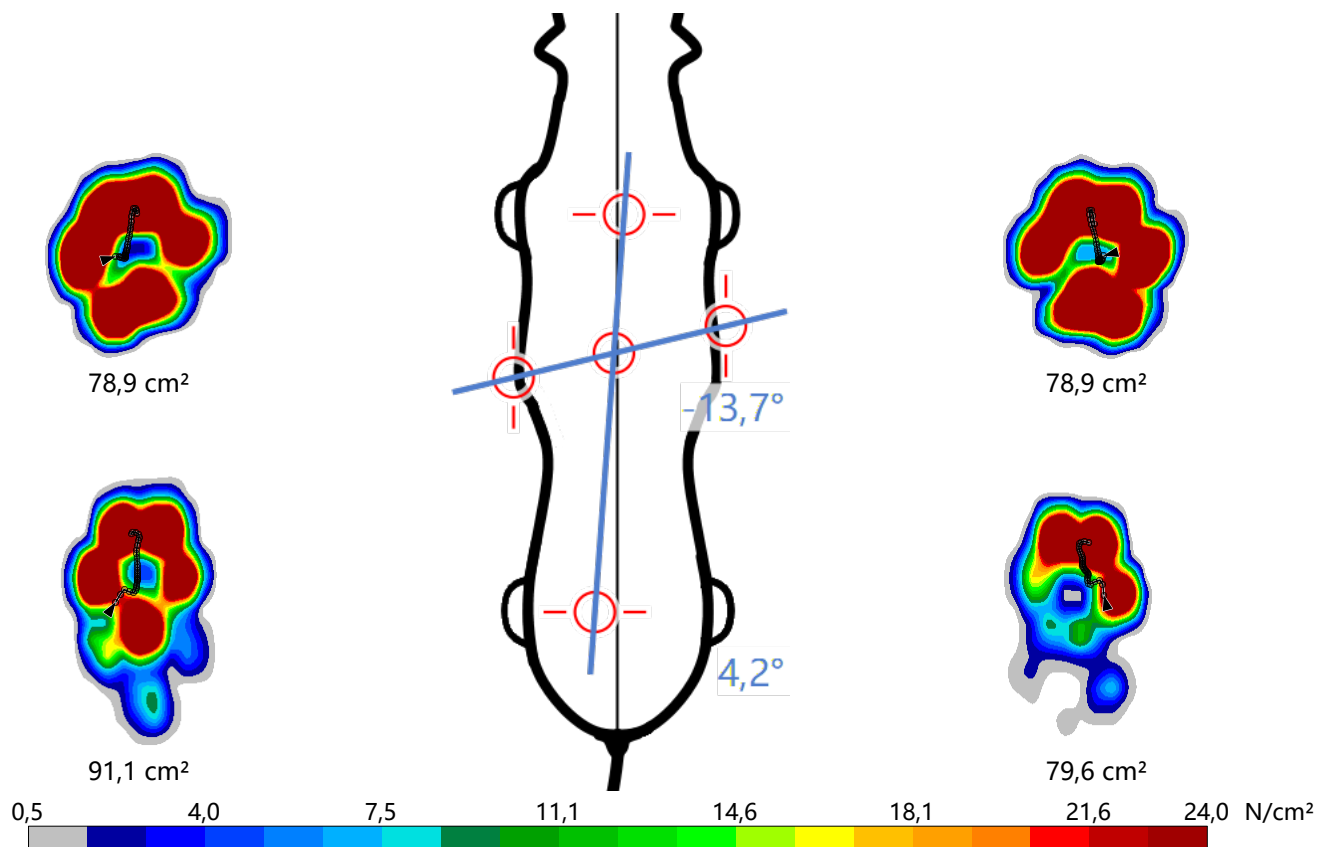 78,9 cm²
78,9 cm²
-13,7°
4,2°
91,1 cm²
79,6 cm²
0,5 4,0 7,5 11,1 14,6 18,1 21,6 24,0 N/cm²